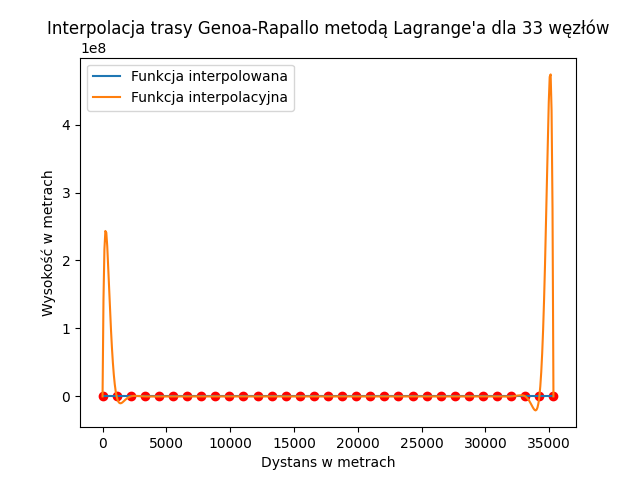 Interpolacja trasy Genoa-Rapallo metodą Lagrange'a dla 33 węzłów
1e8
Funkcja interpolowana
Funkcja interpolacyjna
4
3
2
1
0
Wysokość w metrach
0 5000 10000 15000 20000 25000 30000 35000
Dystans w metrach